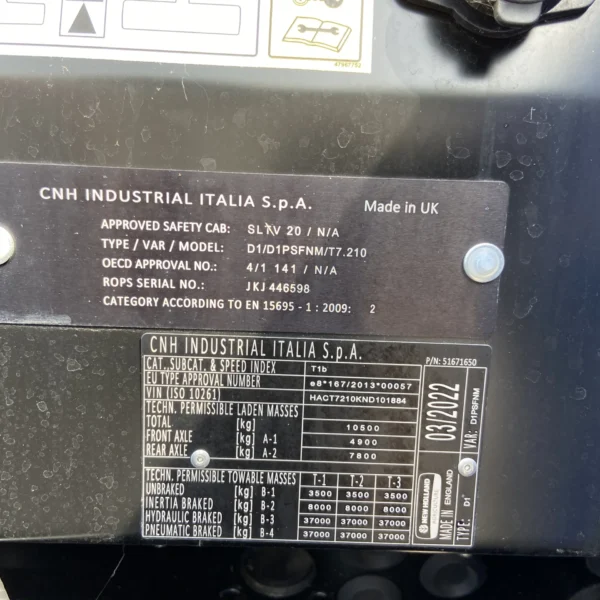 47947752
CNH INDUSTRIAL ITALIA S.p.A. Made in UK
APPROVED SAFETY CAB: SLTV 20 / N/A
TYPE / VAR / MODEL: D1/D1PSFNM/T7.210
OECD APPROVAL NO.: 4/1 141 / N/A
ROPS SERIAL NO.: JKJ 446598
CATEGORY ACCORDING TO EN 15695 - 1 : 2009: 2
CNH INDUSTRIAL ITALIA S.p.A.
P/N: 51671650
CAT., SUBCAT. & SPEED INDEX T1b
EU TYPE APPROVAL NUMBER e8*167/2013*00057
VIN (ISO 10261) HACT7210KND101884
TECHN. PERMISSIBLE LADEN MASSES
TOTAL [kg] 10500
FRONT AXLE [kg] A-1 4900
REAR AXLE [kg] A-2 7800
TECHN. PERMISSIBLE TOWABLE MASSES T-1 T-2 T-3
UNBRAKED [kg] B-1 3500 3500 3500
INERTIA BRAKED [kg] B-2 8000 8000 8000
HYDRAULIC BRAKED [kg] B-3 37000 37000 37000
PNEUMATIC BRAKED [kg] B-4 37000 37000 37000
03/2022
NEW HOLLAND
MADE IN ENGLAND
VAR: D1PSFNM
TYPE: D1